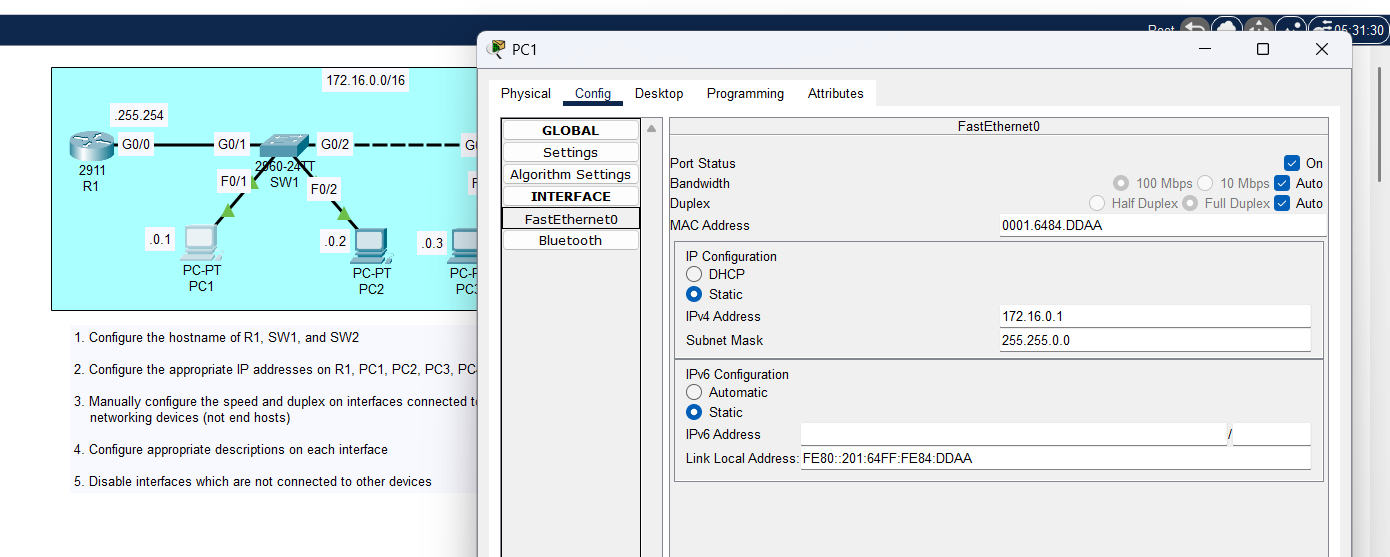 Root
05:31:30
PC1
Physical Config Desktop Programming Attributes
172.16.0.0/16
.255.254
G0/0
G0/1
G0/2
2911
R1
2960-24TT
SW1
F0/1
F0/2
.0.1
.0.2
.0.3
PC-PT
PC1
PC-PT
PC2
1. Configure the hostname of R1, SW1, and SW2
2. Configure the appropriate IP addresses on R1, PC1, PC2, PC3,
3. Manually configure the speed and duplex on interfaces connected
networking devices (not end hosts)
4. Configure appropriate descriptions on each interface
5. Disable interfaces which are not connected to other devices
GLOBAL
Settings
Algorithm Settings
INTERFACE
FastEthernet0
Bluetooth
FastEthernet0
Port Status On
Bandwidth 100 Mbps 10 Mbps Auto
Duplex Half Duplex Full Duplex Auto
MAC Address 0001.6484.DDAA
IP Configuration
DHCP
Static
IPv4 Address 172.16.0.1
Subnet Mask 255.255.0.0
IPv6 Configuration
Automatic
Static
IPv6 Address /
Link Local Address: FE80::201:64FF:FE84:DDAA